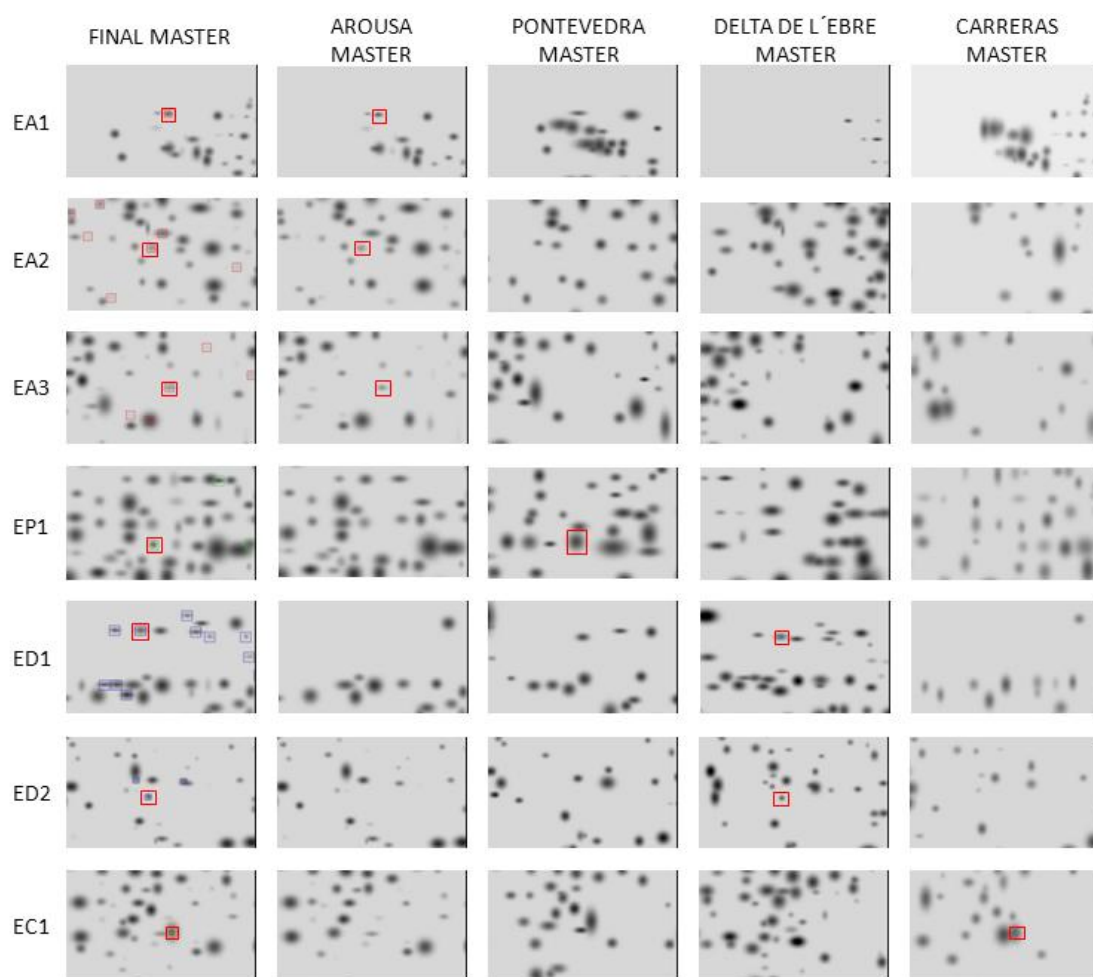 FINAL MASTER
AROUSA
MASTER
PONTEVEDRA
MASTER
DELTA DE L´EBRE
MASTER
CARRERAS
MASTER
EA1
EA2
EA3
EP1
ED1
ED2
EC1